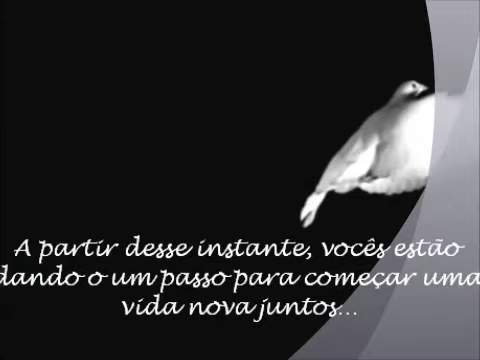 A partir desse instante, vocês estão
dando o um passo para começar uma
vida nova juntos...